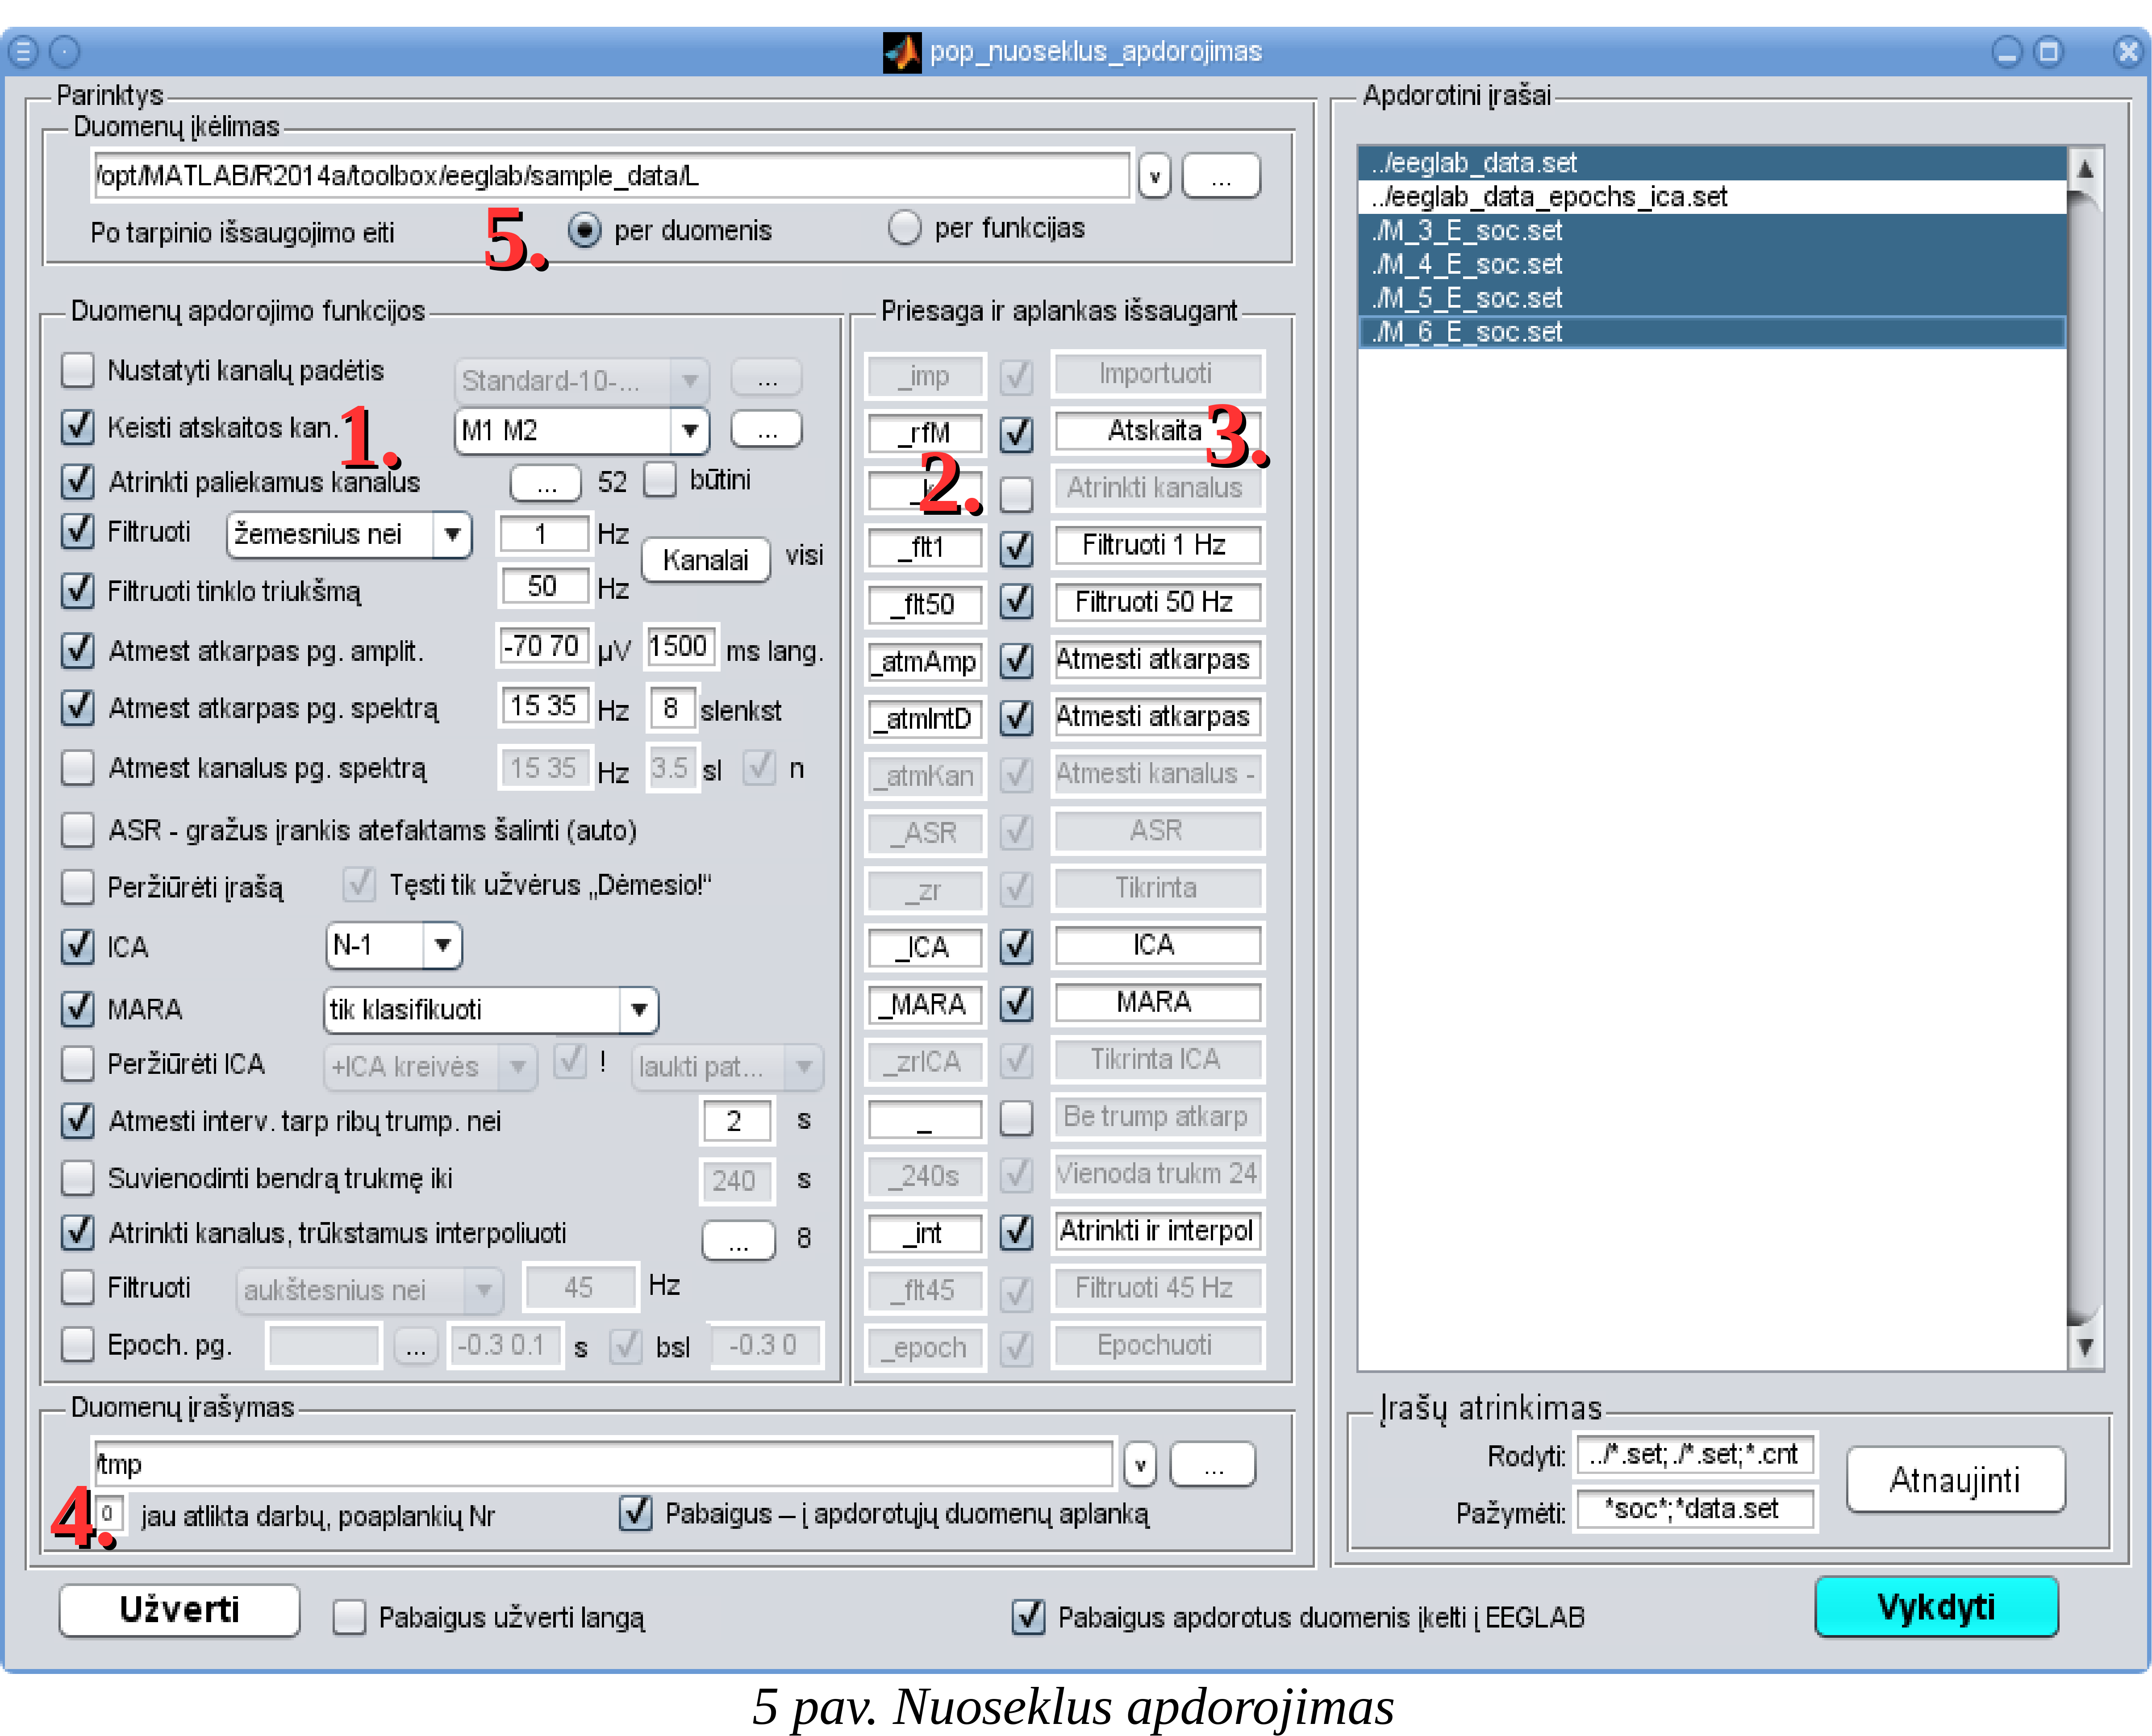 pop_nuoseklus_apdorojimas
Parinktys
Duomenų įkėlimas
/opt/MATLAB/R2014a/toolbox/eeglab/sample_data/L v ...
Po tarpinio išsaugojimo eiti 5. per duomenis per funkcijas
Duomenų apdorojimo funkcijos
Nustatyti kanalų padėtis Standard-10-... ...
Keisti atskaitos kan. 1. M1 M2 ...
Atrinkti paliekamus kanalus ... 52 būtini
Filtruoti žemesnius nei 1 Hz Kanalai visi
Filtruoti tinklo triukšmą 50 Hz
Atmest atkarpas pg. amplit. -70 70 µV 1500 ms lang.
Atmest atkarpas pg. spektrą 15 35 Hz 8 slenkst
Atmest kanalus pg. spektrą 15 35 Hz 3.5 sl n
ASR - gražus įrankis atefaktams šalinti (auto)
Peržiūrėti įrašą Tęsti tik užvėrus „Dėmesio!“
ICA N-1
MARA tik klasifikuoti
Peržiūrėti ICA +ICA kreivės ! laukti pat...
Atmesti interv. tarp ribų trump. nei 2 s
Suvienodinti bendrą trukmę iki 240 s
Atrinkti kanalus, trūkstamus interpoliuoti ... 8
Filtruoti aukštesnius nei 45 Hz
Epoch. pg. ... -0.3 0.1 s bsl -0.3 0
Priesaga ir aplankas išsaugant
_imp Importuoti
_rfM Atskaita 3.
2. Atrinkti kanalus
_flt1 Filtruoti 1 Hz
_flt50 Filtruoti 50 Hz
_atmAmp Atmesti atkarpas
_atmIntD Atmesti atkarpas
_atmKan Atmesti kanalus -
_ASR ASR
_zr Tikrinta
_ICA ICA
_MARA MARA
_zrICA Tikrinta ICA
_ Be trump atkarp
_240s Vienoda trukm 24
_int Atrinkti ir interpol
_flt45 Filtruoti 45 Hz
_epoch Epochuoti
Duomenų įrašymas
/tmp v ...
4. 0 jau atlikta darbų, poaplankių Nr Pabaigus – į apdorotųjų duomenų aplanką
Apdorotini įrašai
../eeglab_data.set
../eeglab_data_epochs_ica.set
./M_3_E_soc.set
./M_4_E_soc.set
./M_5_E_soc.set
./M_6_E_soc.set
Įrašų atrinkimas
Rodyti: ../*.set;./*.set;*.cnt
Pažymėti: *soc*;*data.set
Atnaujinti
Užverti Pabaigus užverti langą Pabaigus apdorotus duomenis įkelti į EEGLAB Vykdyti
5 pav. Nuoseklus apdorojimas